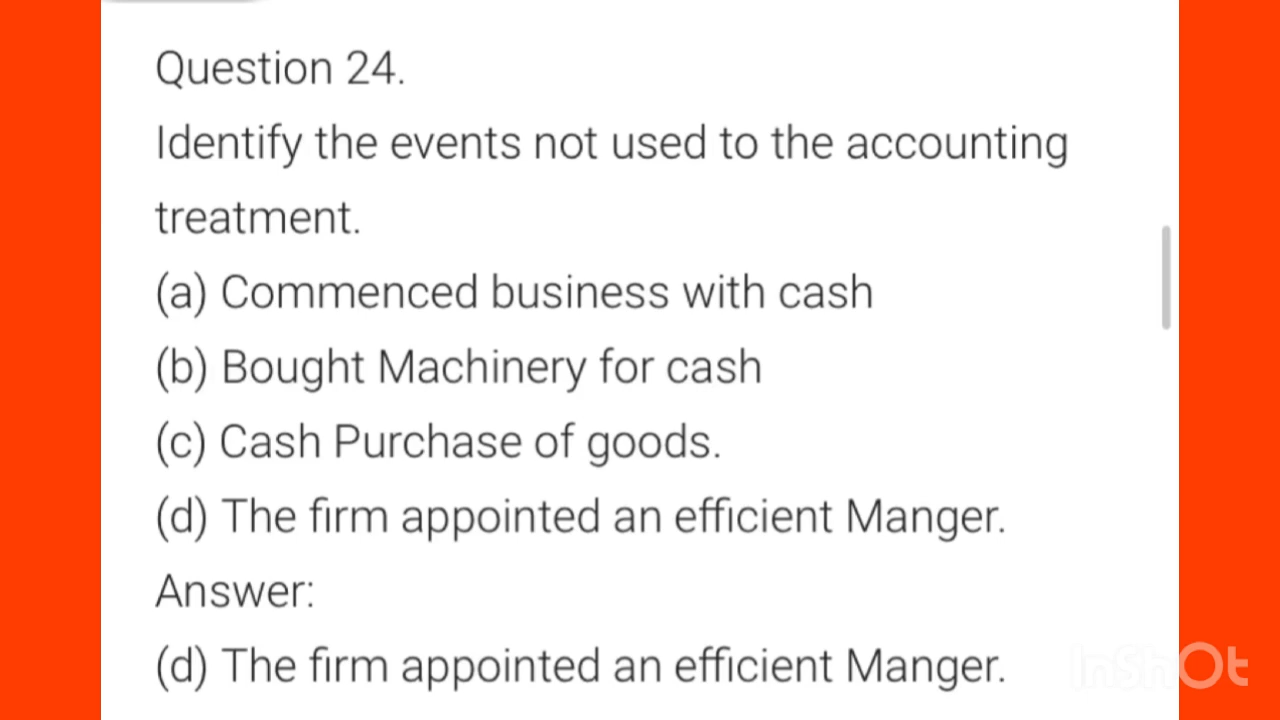 Question 24.
Identify the events not used to the accounting
treatment.
(a) Commenced business with cash
(b) Bought Machinery for cash
(c) Cash Purchase of goods.
(d) The firm appointed an efficient Manger.
Answer:
(d) The firm appointed an efficient Manger.
InShOt